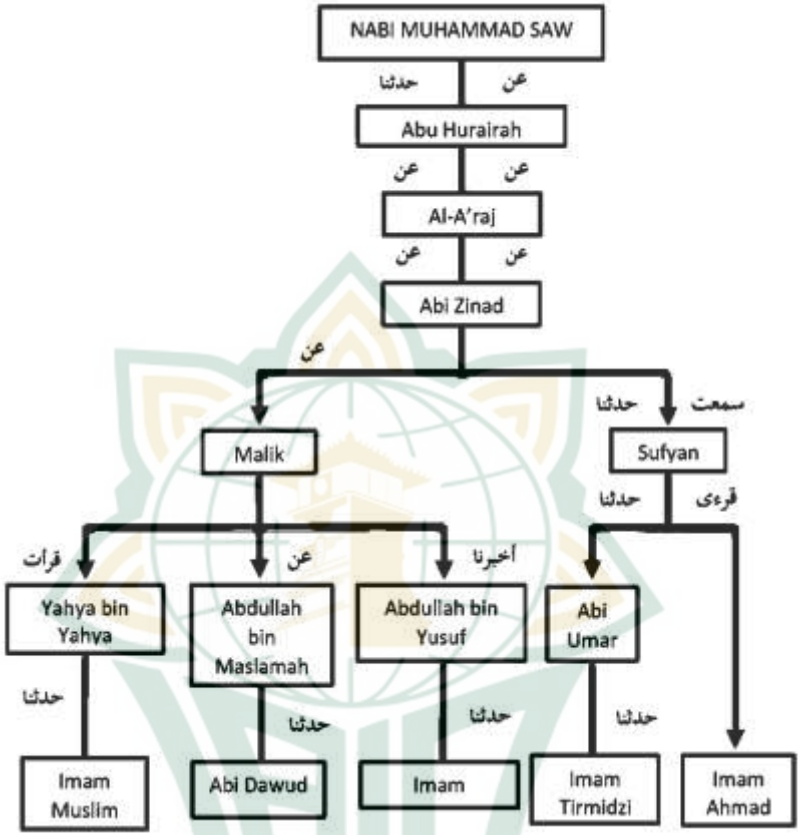 NABI MUHAMMAD SAW
حدثنا عن
Abu Hurairah
عن عن
Al-A'raj
عن عن
Abi Zinad
عن
حدثنا سمعت
Malik
Sufyan
حدثنا قرءى
قرأت
عن
أخبرنا
Yahya bin
Yahya
Abdullah
bin
Maslamah
Abdullah bin
Yusuf
Abi
Umar
حدثنا
حدثنا
حدثنا
حدثنا
Imam
Muslim
Abi Dawud
Imam
Imam
Tirmidzi
Imam
Ahmad